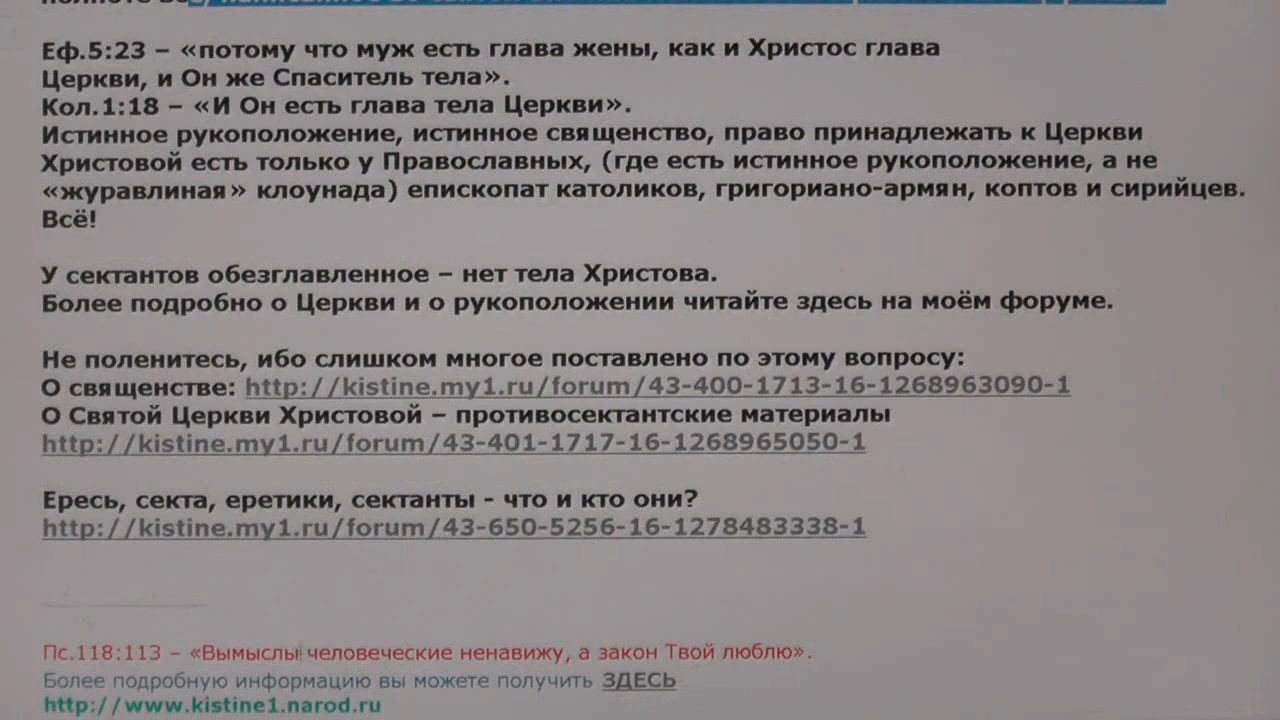 Еф.5:23 – «потому что муж есть глава жены, как и Христос глава
Церкви, и Он же Спаситель тела».
Кол.1:18 – «И Он есть глава тела Церкви».
Истинное рукоположение, истинное священство, право принадлежать к Церкви
Христовой есть только у Православных, (где есть истинное рукоположение, а не
«журавлиная» клоунада) епископат католиков, григориано-армян, коптов и сирийцев.
Всё!
У сектантов обезглавленное – нет тела Христова.
Более подробно о Церкви и о рукоположении читайте здесь на моём форуме.
Не поленитесь, ибо слишком многое поставлено по этому вопросу:
О священстве: http://kistine.my1.ru/forum/43-400-1713-16-1268963090-1
О Святой Церкви Христовой – противосектантские материалы
http://kistine.my1.ru/forum/43-401-1717-16-1268965050-1
Ересь, секта, еретики, сектанты - что и кто они?
http://kistine.my1.ru/forum/43-650-5256-16-1278483338-1
Пс.118:113 – «Вымыслы человеческие ненавижу, а закон Твой люблю».
Более подробную информацию вы можете получить ЗДЕСЬ
http://www.kistine1.narod.ru